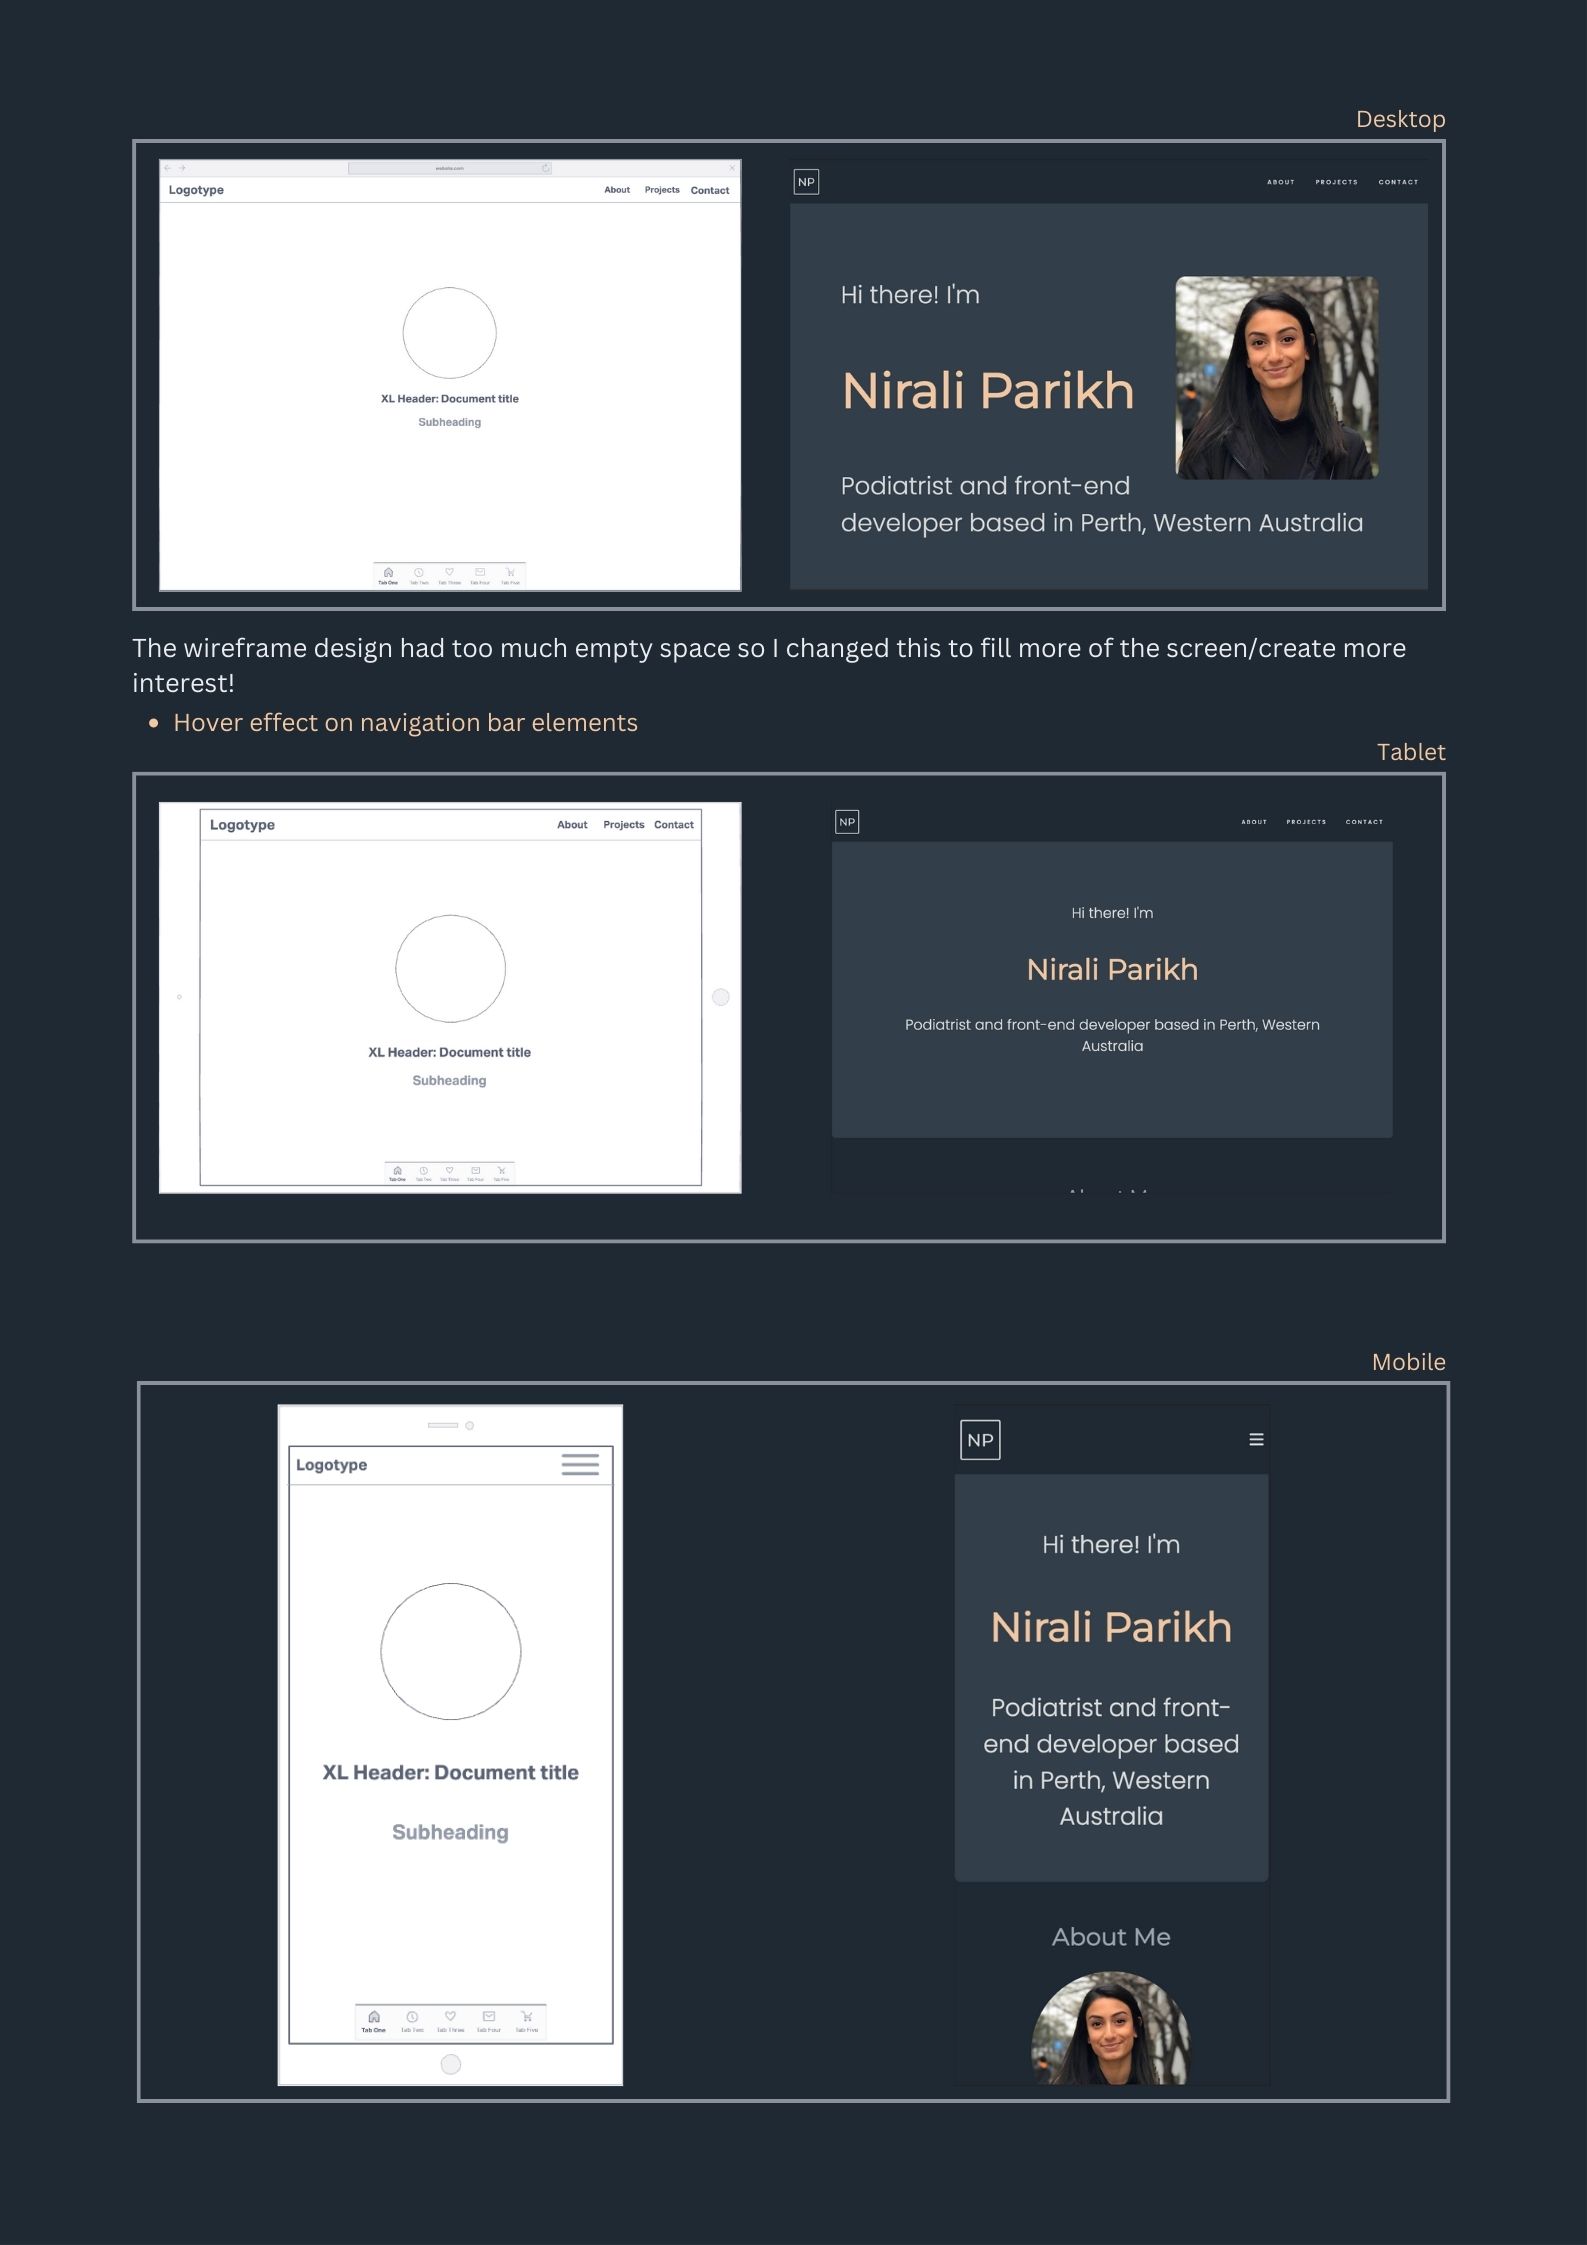 Desktop
website.com
Logotype
About Projects Contact
XL Header: Document title
Subheading
Tab One Tab Two Tab Three Tab Four Tab Five
NP
ABOUT PROJECTS CONTACT
Hi there! I'm
Nirali Parikh
Podiatrist and front-end
developer based in Perth, Western Australia
The wireframe design had too much empty space so I changed this to fill more of the screen/create more
interest!
• Hover effect on navigation bar elements
Tablet
Logotype
About Projects Contact
XL Header: Document title
Subheading
Tab One Tab Two Tab Three Tab Four Tab Five
NP
ABOUT PROJECTS CONTACT
Hi there! I'm
Nirali Parikh
Podiatrist and front-end developer based in Perth, Western
Australia
Mobile
Logotype
XL Header: Document title
Subheading
Tab One Tab Two Tab Three Tab Four Tab Five
NP
Hi there! I'm
Nirali Parikh
Podiatrist and front-
end developer based
in Perth, Western
Australia
About Me